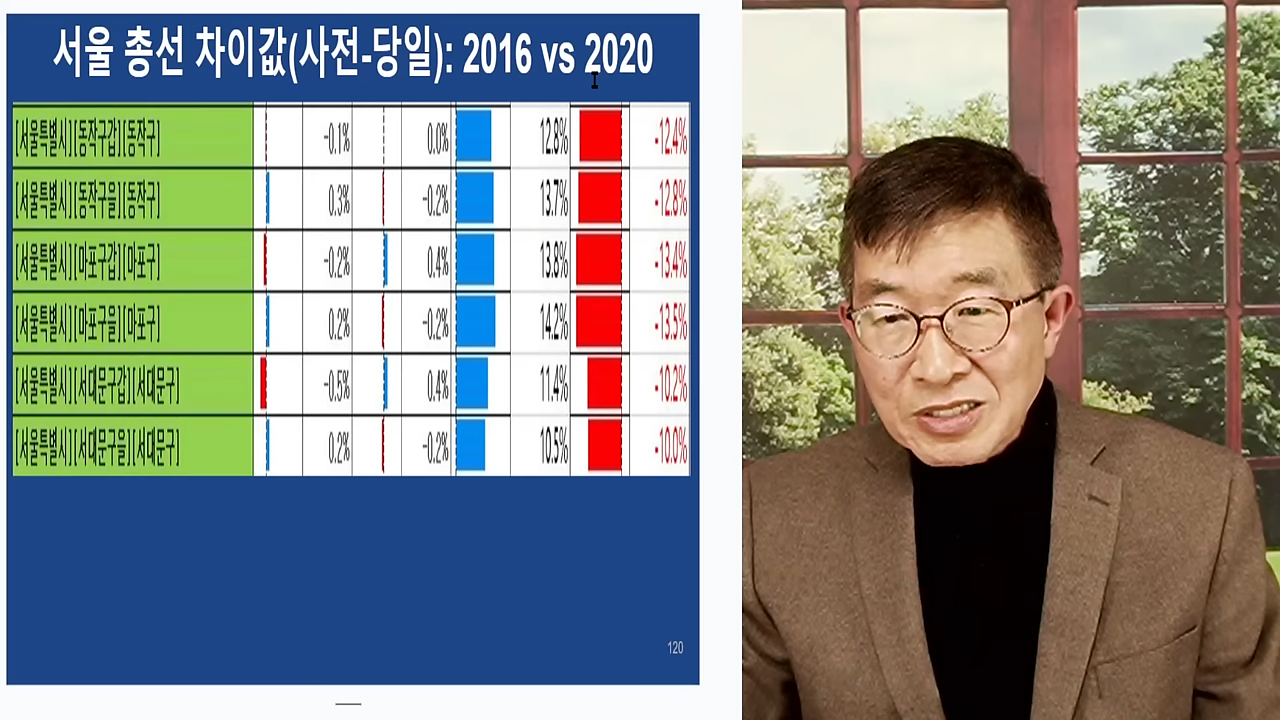 서울 총선 차이값(사전-당일): 2016 vs 2020
[서울특별시][동작구갑][동작구] -0.1% 0.0% 12.8% -12.4%
[서울특별시][동작구을][동작구] 0.3% -0.2% 13.7% -12.8%
[서울특별시][마포구갑][마포구] -0.2% 0.4% 13.8% -13.4%
[서울특별시][마포구을][마포구] 0.2% -0.2% 14.2% -13.5%
[서울특별시][서대문구갑][서대문구] -0.5% 0.4% 11.4% -10.2%
[서울특별시][서대문구을][서대문구] 0.2% -0.2% 10.5% -10.0%
120